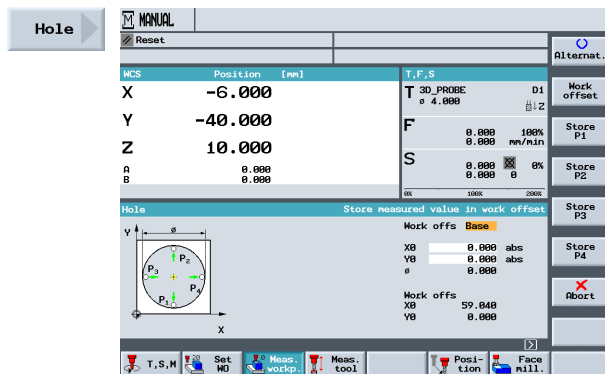 Hole
M MANUAL
// Reset
WCS Position [mm]
X -6.000
Y -40.000
Z 10.000
A 0.000
B 0.000
T,F,S
T 3D_PROBE D1
ø 4.000 Z
F 0.000 100%
0.000 mm/min
S 0.000 0%
0.000 0
0% 100% 200%
Hole Store measured value in work offset
Y ø
P2
P3
P4
P1
X
Work offs Base
X0 0.000 abs
Y0 0.000 abs
ø 0.000
Work offs
X0 59.040
Y0 0.000
Alternat.
Work
offset
Store
P1
Store
P2
Store
P3
Store
P4
Abort
T,S,M
Set
WO
Meas.
workp.
Meas.
tool
Posi-
tion
Face
mill.